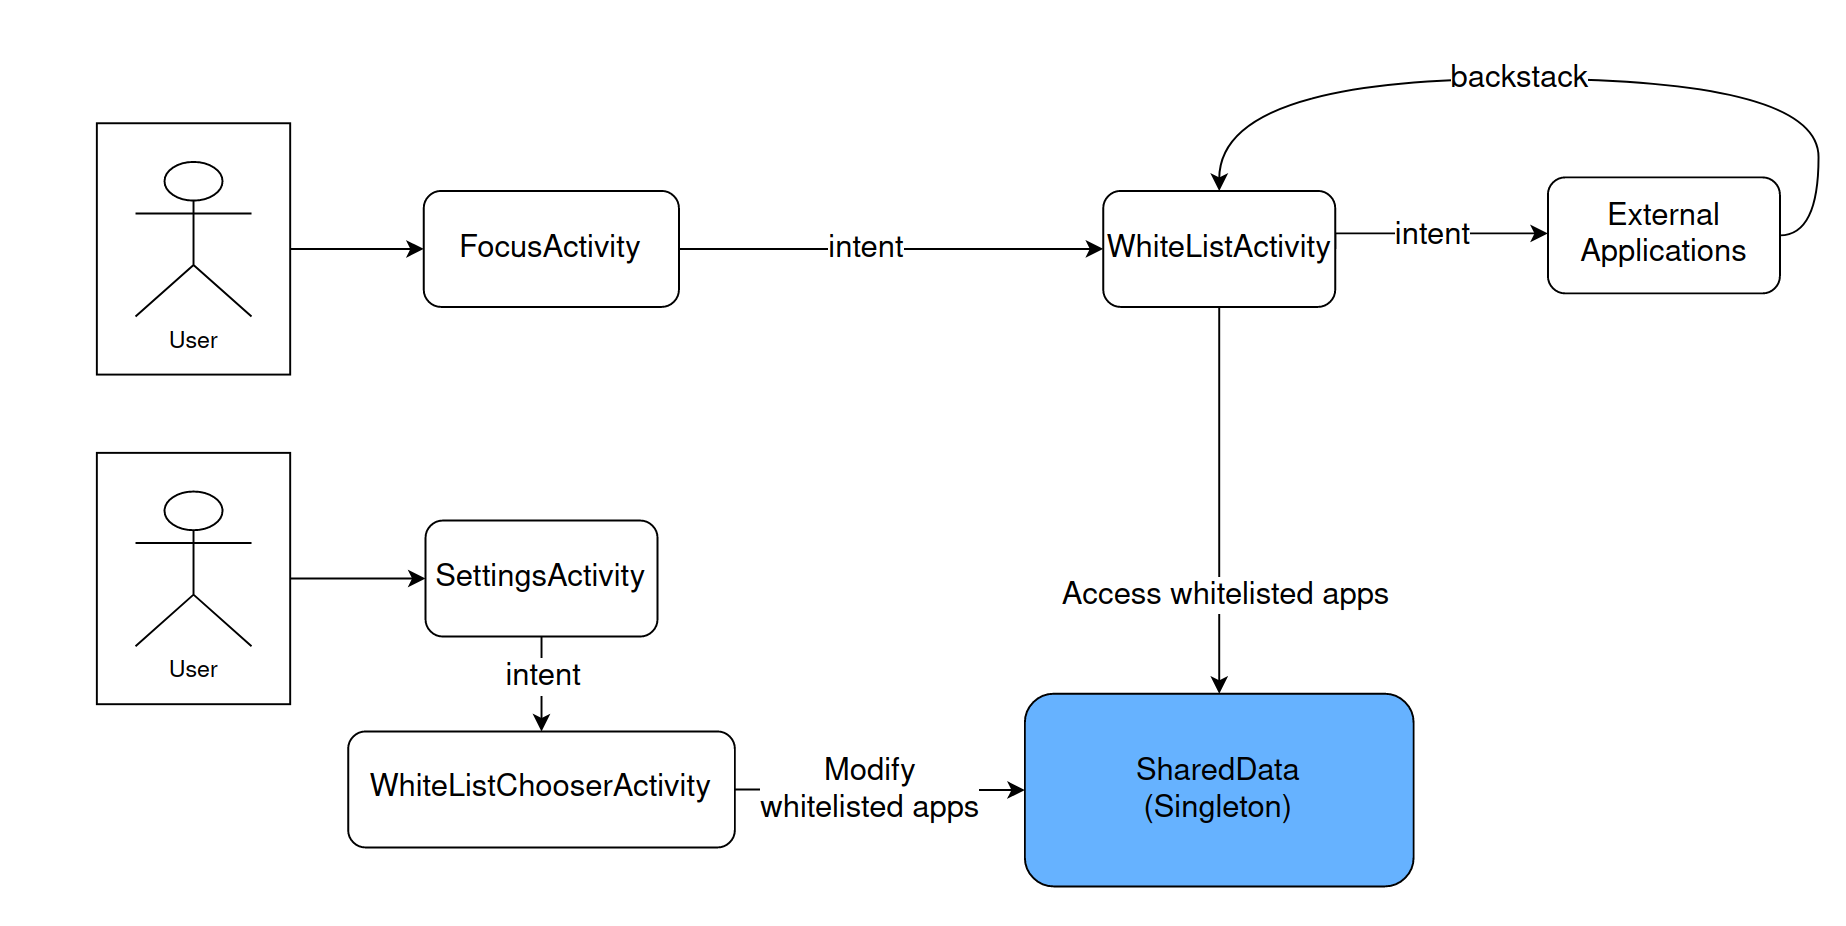 backstack
User
FocusActivity
intent
WhiteListActivity
intent
External
Applications
User
SettingsActivity
intent
Access whitelisted apps
WhiteListChooserActivity
Modify
whitelisted apps
SharedData
(Singleton)